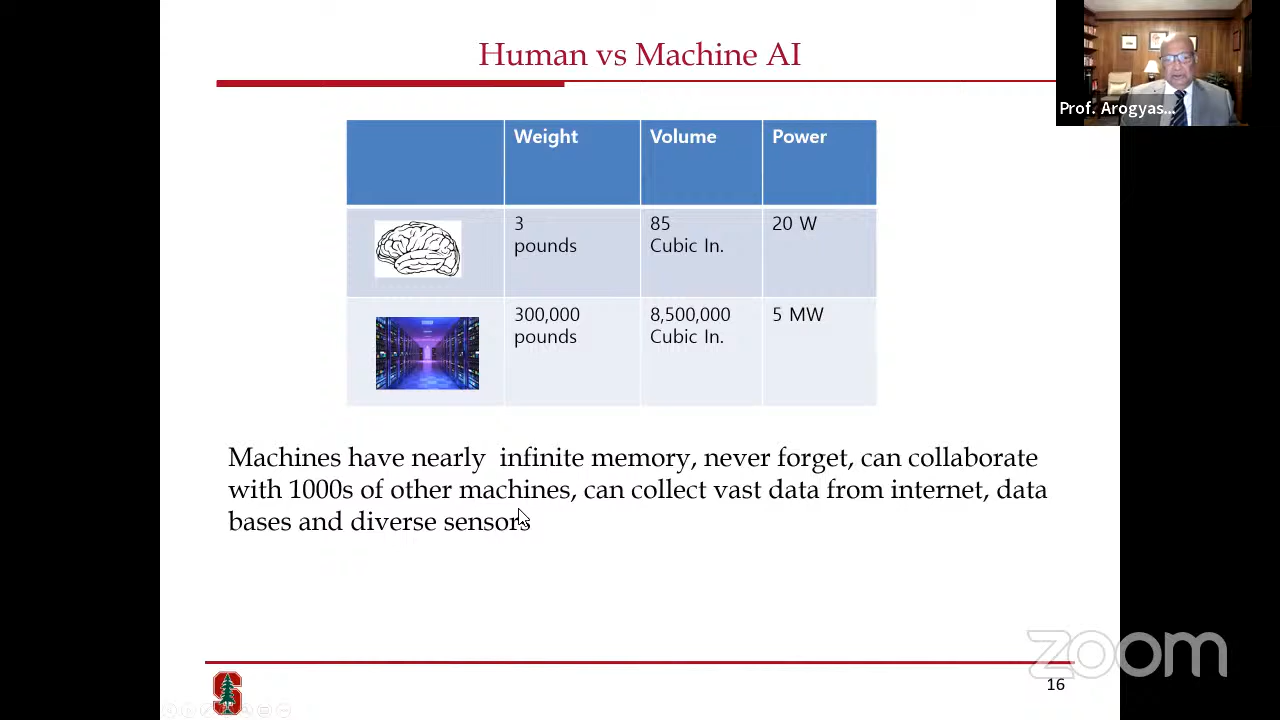 Human vs Machine AI
Prof. Arogyas...
Weight Volume Power
3 pounds 85 Cubic In. 20 W
300,000 pounds 8,500,000 Cubic In. 5 MW
Machines have nearly infinite memory, never forget, can collaborate
with 1000s of other machines, can collect vast data from internet, data
bases and diverse sensors
zoom
S
16